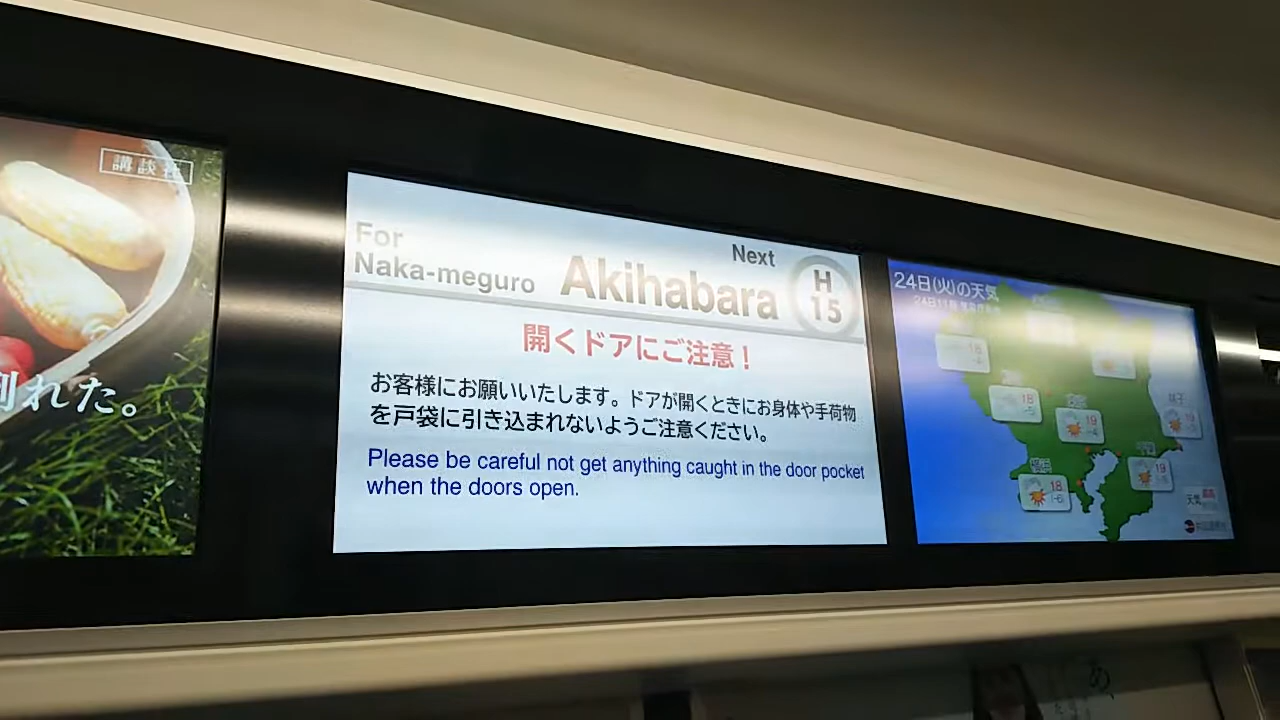 講談社
れた。
For
Naka-meguro
Next
Akihabara
H
15
開くドアにご注意！
お客様にお願いいたします。ドアが開くときにお身体や手荷物
を戸袋に引き込まれないようご注意ください。
Please be careful not get anything caught in the door pocket
when the doors open.
24日(火)の天気
18
18
19
19
19
18